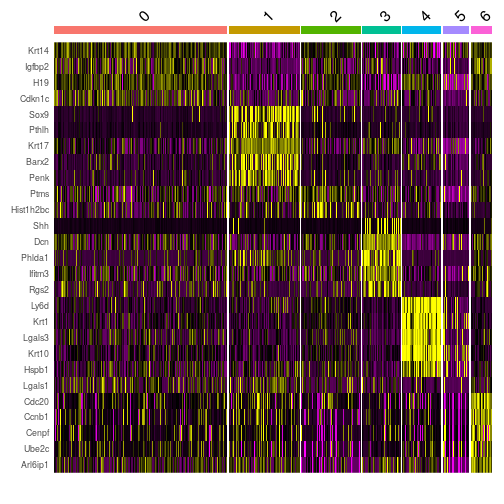 0 1 2 3 4 5 6
Krt14
Igfbp2
H19
Cdkn1c
Sox9
Pthlh
Krt17
Barx2
Penk
Ptms
Hist1h2bc
Shh
Dcn
Phlda1
Ifitm3
Rgs2
Ly6d
Krt1
Lgals3
Krt10
Hspb1
Lgals1
Cdc20
Ccnb1
Cenpf
Ube2c
Arl6ip1